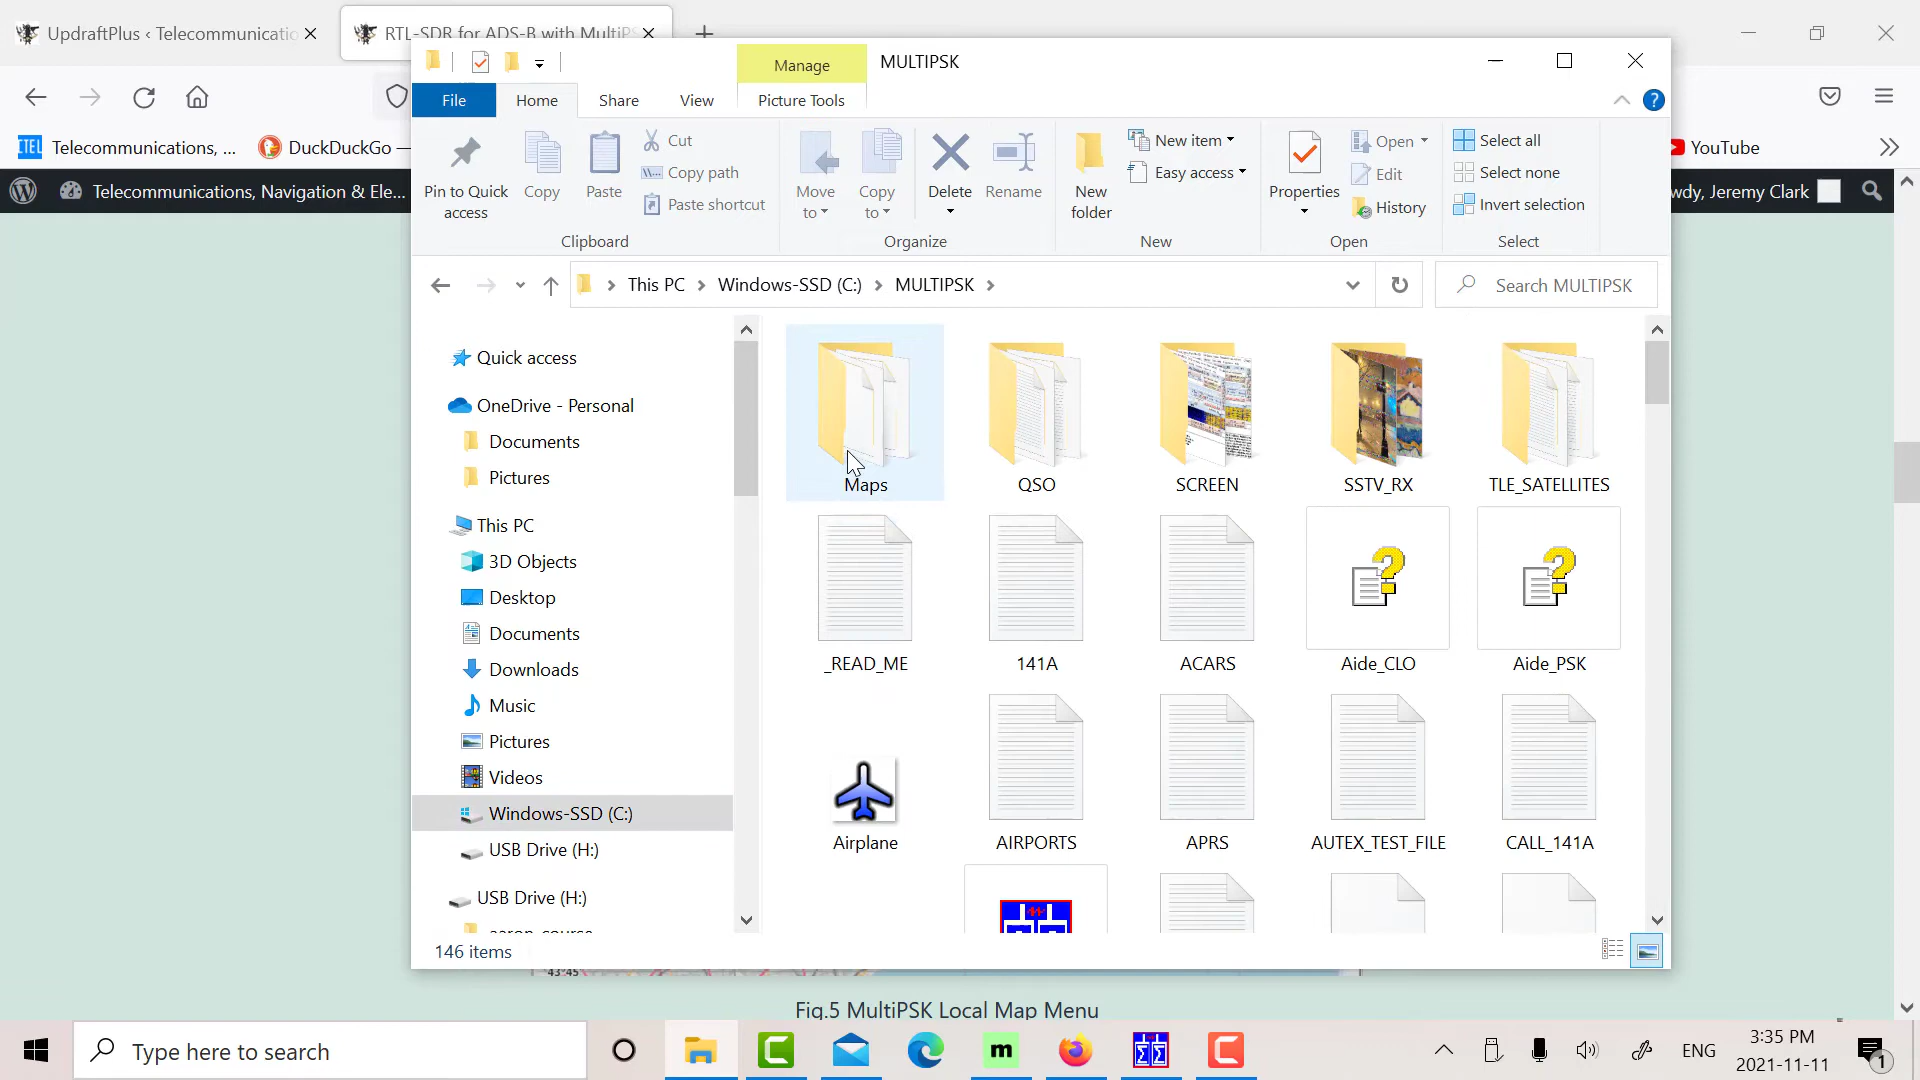 UpdraftPlus ‹ Telecommunicatio
RTL-SDR for ADS-B with MultiPS
Manage
MULTIPSK
File
Home
Share
View
Picture Tools
Telecommunications, ...
DuckDuckGo —
YouTube
Telecommunications, Navigation & Ele...
wdy, Jeremy Clark
Pin to Quick access
Copy
Paste
Cut
Copy path
Paste shortcut
Clipboard
Move to
Copy to
Delete
Rename
Organize
New folder
New item
Easy access
New
Properties
Open
Edit
History
Open
Select all
Select none
Invert selection
Select
This PC
Windows-SSD (C:)
MULTIPSK
Search MULTIPSK
Quick access
OneDrive - Personal
Documents
Pictures
This PC
3D Objects
Desktop
Documents
Downloads
Music
Pictures
Videos
Windows-SSD (C:)
USB Drive (H:)
USB Drive (H:)
Maps
QSO
SCREEN
SSTV_RX
TLE_SATELLITES
_READ_ME
141A
ACARS
Aide_CLO
Aide_PSK
Airplane
AIRPORTS
APRS
AUTEX_TEST_FILE
CALL_141A
146 items
43:45
Fig.5 MultiPSK Local Map Menu
Type here to search
m
ENG
3:35 PM
2021-11-11
1